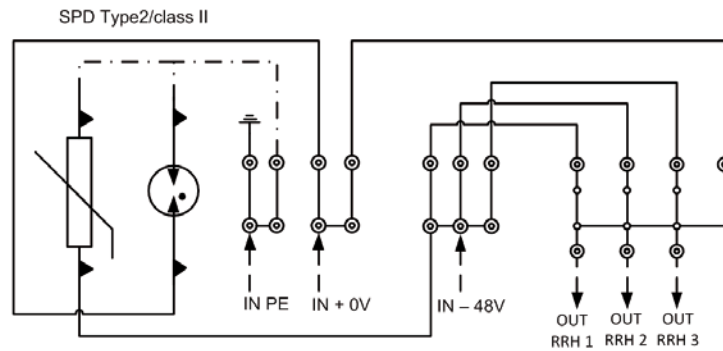 SPD Type2/class II
IN PE
IN + 0V
IN – 48V
OUT
RRH 1
OUT
RRH 2
OUT
RRH 3